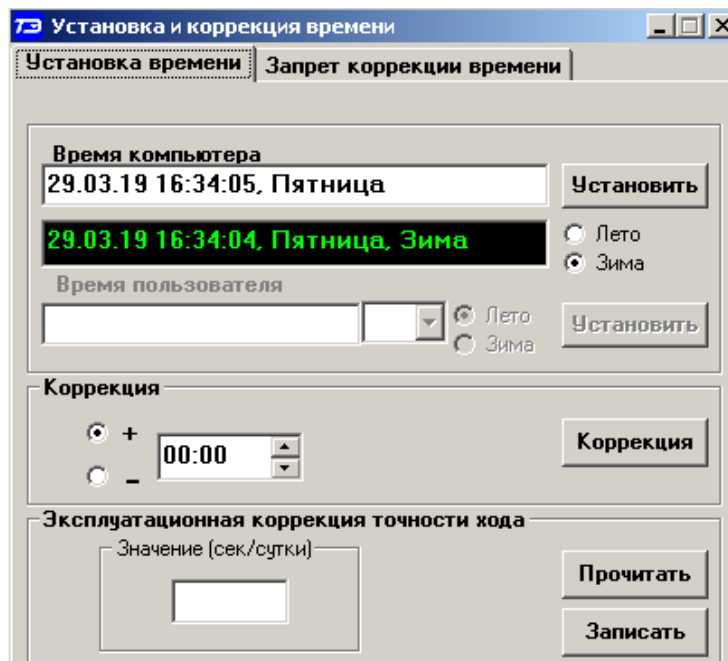 ТЭ Установка и коррекция времени
Установка времени Запрет коррекции времени
Время компьютера
29.03.19 16:34:05, Пятница Установить
29.03.19 16:34:04, Пятница, Зима
Лето
Зима
Время пользователя
Лето
Зима
Установить
Коррекция
+
00:00
–
Коррекция
Эксплуатационная коррекция точности хода
Значение (сек/сутки)
Прочитать
Записать